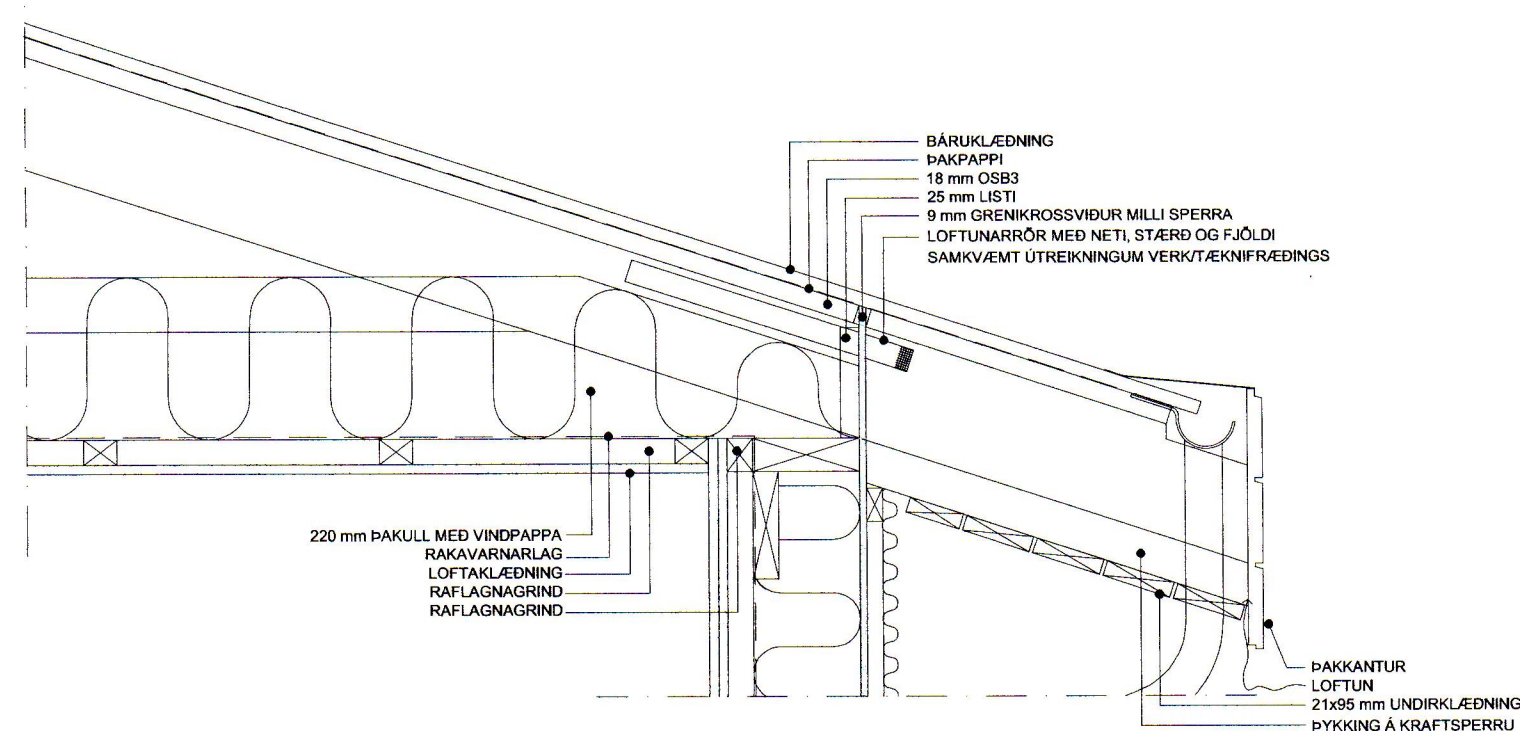 BÁRUKLÆÐNING
ÞAKPAPPI
18 mm OSB3
25 mm LISTI
9 mm GRENIKROSSVIÐUR MILLI SPERRA
LOFTUNARRÖR MEÐ NETI, STÆRÐ OG FJÖLDI
SAMKVÆMT ÚTREIKNINGUM VERK/TÆKNIFRÆÐINGS
220 mm ÞAKULL MEÐ VINDPAPPA
RAKAVARNARLAG
LOFTAKLÆÐNING
RAFLAGNAGRIND
RAFLAGNAGRIND
ÞAKKANTUR
LOFTUN
21x95 mm UNDIRKLÆÐNING
ÞYKKING Á KRAFTSPERRU